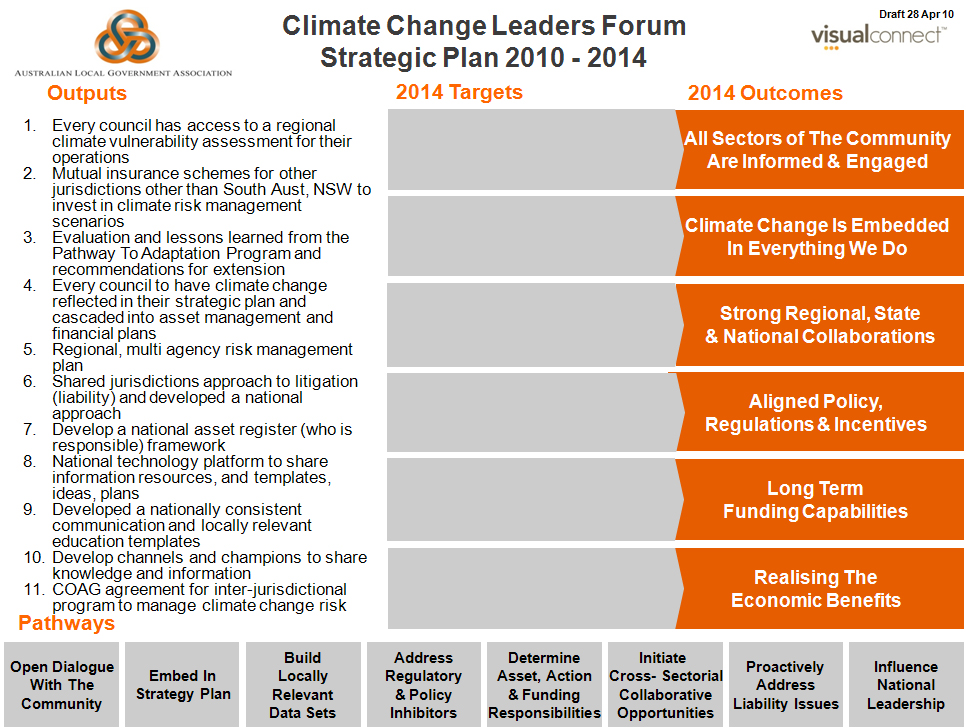 Draft 28 Apr 10
Climate Change Leaders Forum
Strategic Plan 2010 - 2014
visualconnect™
AUSTRALIAN LOCAL GOVERNMENT ASSOCIATION
Outputs
1. Every council has access to a regional
climate vulnerability assessment for their
operations
2. Mutual insurance schemes for other
jurisdictions other than South Aust, NSW to
invest in climate risk management
scenarios
3. Evaluation and lessons learned from the
Pathway To Adaptation Program and
recommendations for extension
4. Every council to have climate change
reflected in their strategic plan and
cascaded into asset management and
financial plans
5. Regional, multi agency risk management
plan
6. Shared jurisdictions approach to litigation
(liability) and developed a national
approach
7. Develop a national asset register (who is
responsible) framework
8. National technology platform to share
information resources, and templates,
ideas, plans
9. Developed a nationally consistent
communication and locally relevant
education templates
10. Develop channels and champions to share
knowledge and information
11. COAG agreement for inter-jurisdictional
program to manage climate change risk
2014 Targets
2014 Outcomes
All Sectors of The Community
Are Informed & Engaged
Climate Change Is Embedded
In Everything We Do
Strong Regional, State
& National Collaborations
Aligned Policy,
Regulations & Incentives
Long Term
Funding Capabilities
Realising The
Economic Benefits
Pathways
Open Dialogue
With The
Community
Embed In
Strategy Plan
Build
Locally
Relevant
Data Sets
Address
Regulatory
& Policy
Inhibitors
Determine
Asset, Action
& Funding
Responsibilities
Initiate
Cross- Sectorial
Collaborative
Opportunities
Proactively
Address
Liability Issues
Influence
National
Leadership